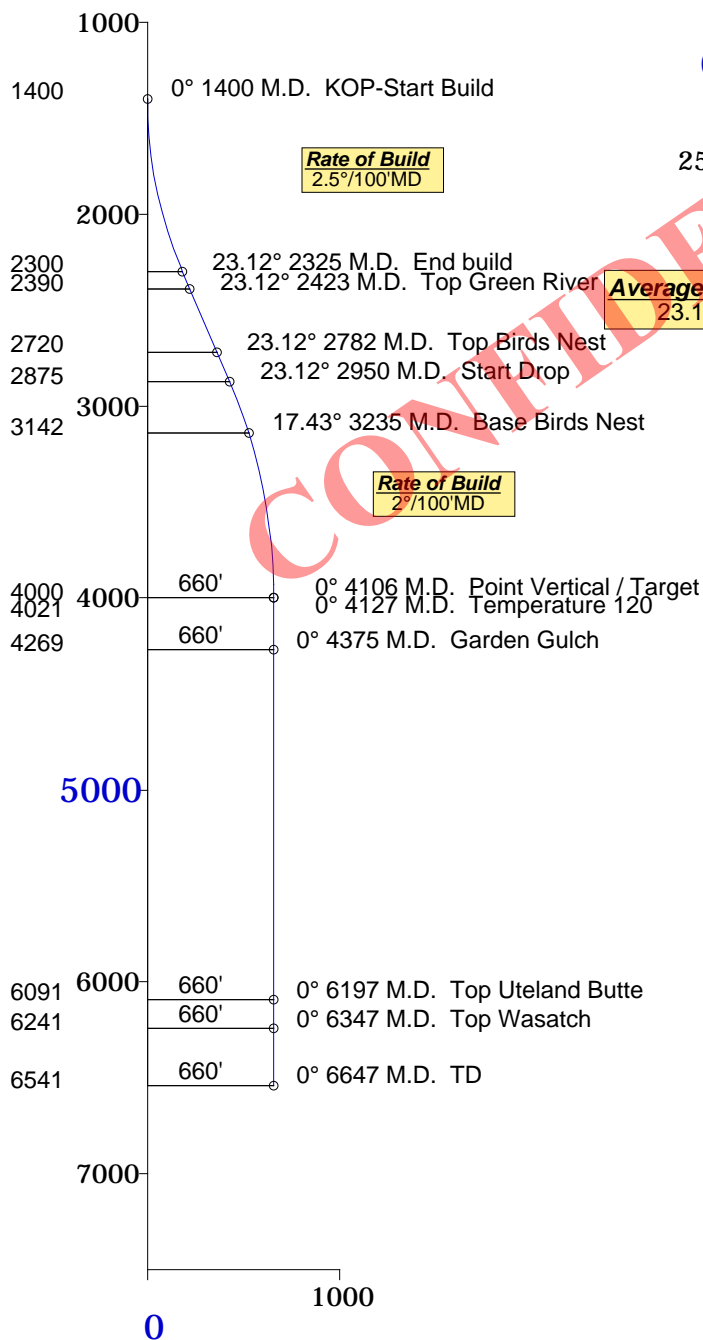 1000
1400 0° 1400 M.D. KOP-Start Build
25
Rate of Build
2.5°/100'MD
2000
2300 23.12° 2325 M.D. End build
2390 23.12° 2423 M.D. Top Green River
Average
23.1
2720 23.12° 2782 M.D. Top Birds Nest
2875 23.12° 2950 M.D. Start Drop
3000
3142 17.43° 3235 M.D. Base Birds Nest
CONFIDE
Rate of Build
2°/100'MD
4000 4000 660' 0° 4106 M.D. Point Vertical / Target
4021 0° 4127 M.D. Temperature 120
4269 660' 0° 4375 M.D. Garden Gulch
5000
6000
6091 660' 0° 6197 M.D. Top Uteland Butte
6241 660' 0° 6347 M.D. Top Wasatch
6541 660' 0° 6647 M.D. TD
7000
1000
0